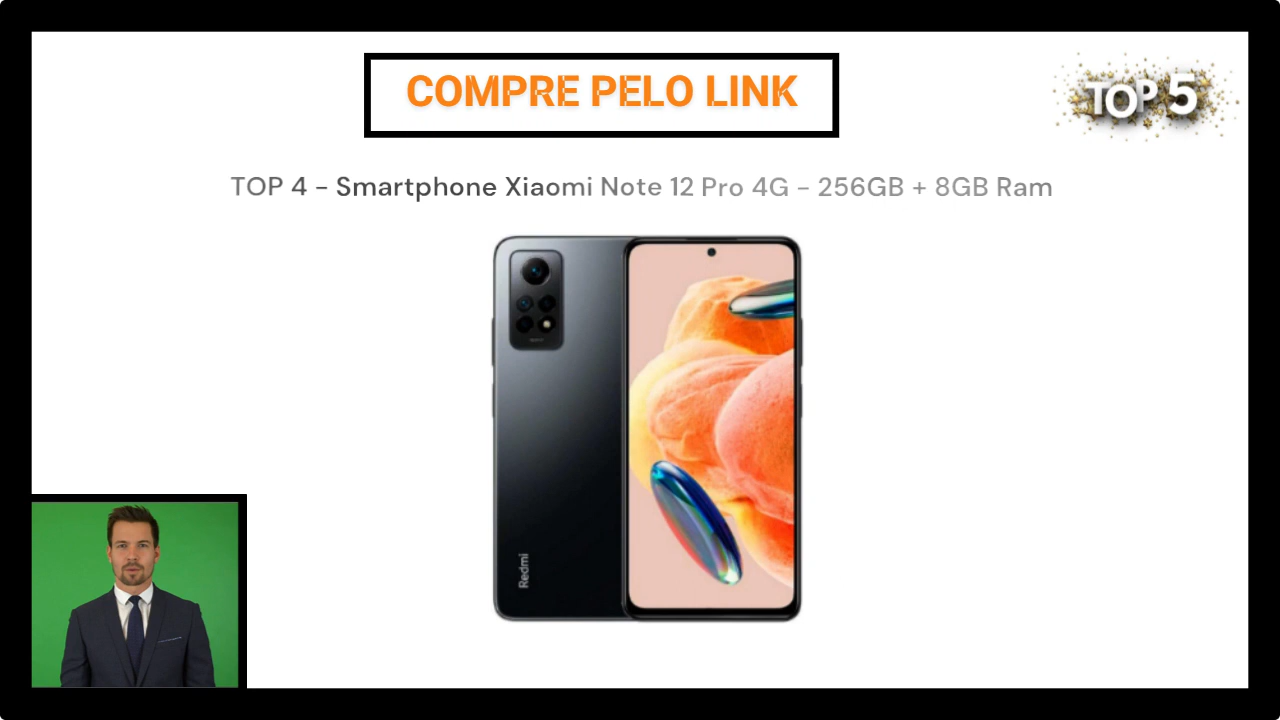 COMPRE PELO LINK
TOP 5
TOP 4 - Smartphone Xiaomi Note 12 Pro 4G - 256GB + 8GB Ram
Redmi